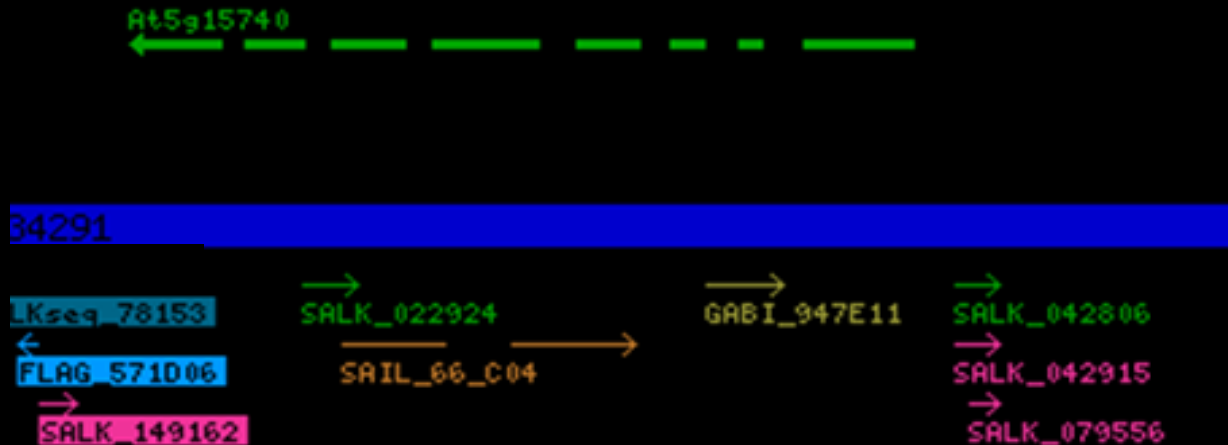 At5g15740
34291
LKseq_78153 SALK_022924 GABI_947E11 SALK_042806
FLAG_571D06 SAIL_66_C04 SALK_042915
SALK_149162 SALK_079556